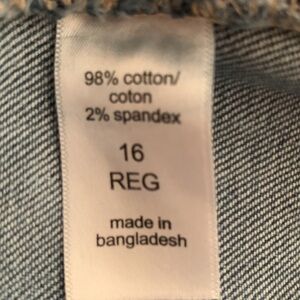 98% cotton/
coton
2% spandex
16
REG
made in
bangladesh